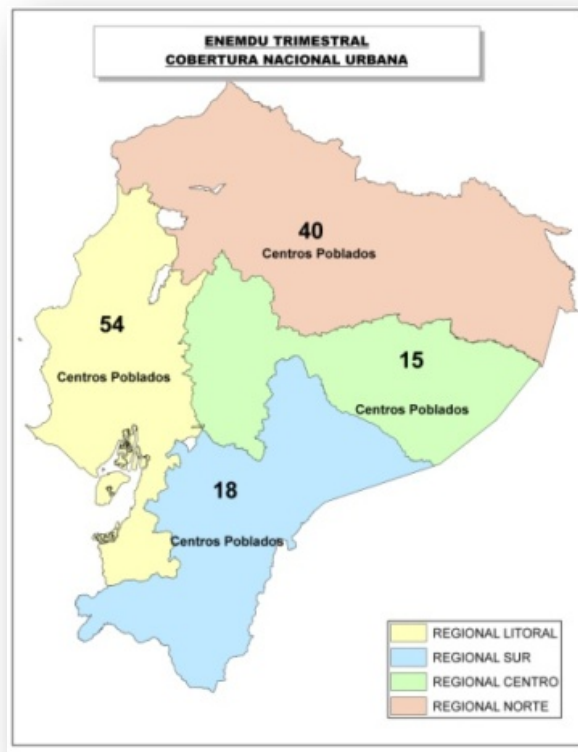 ENEMDU TRIMESTRAL
COBERTURA NACIONAL URBANA
40
Centros Poblados
54
Centros Poblados
15
Centros Poblados
18
Centros Poblados
REGIONAL LITORAL
REGIONAL SUR
REGIONAL CENTRO
REGIONAL NORTE